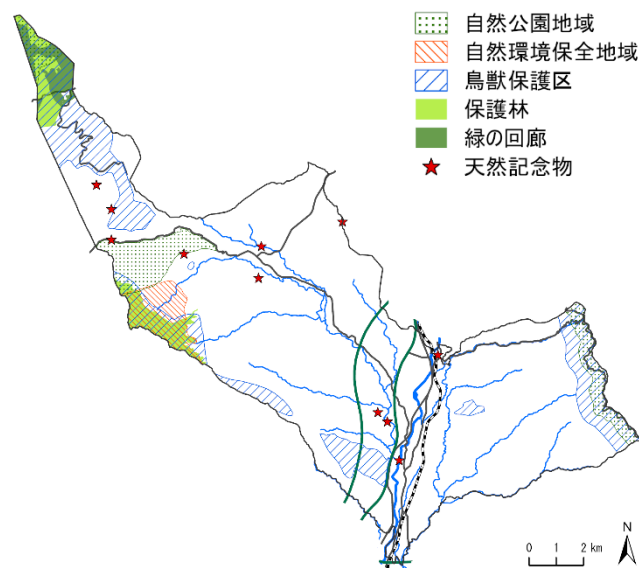 自然公園地域
自然環境保全地域
鳥獣保護区
保護林
緑の回廊
天然記念物
N
0 1 2 km